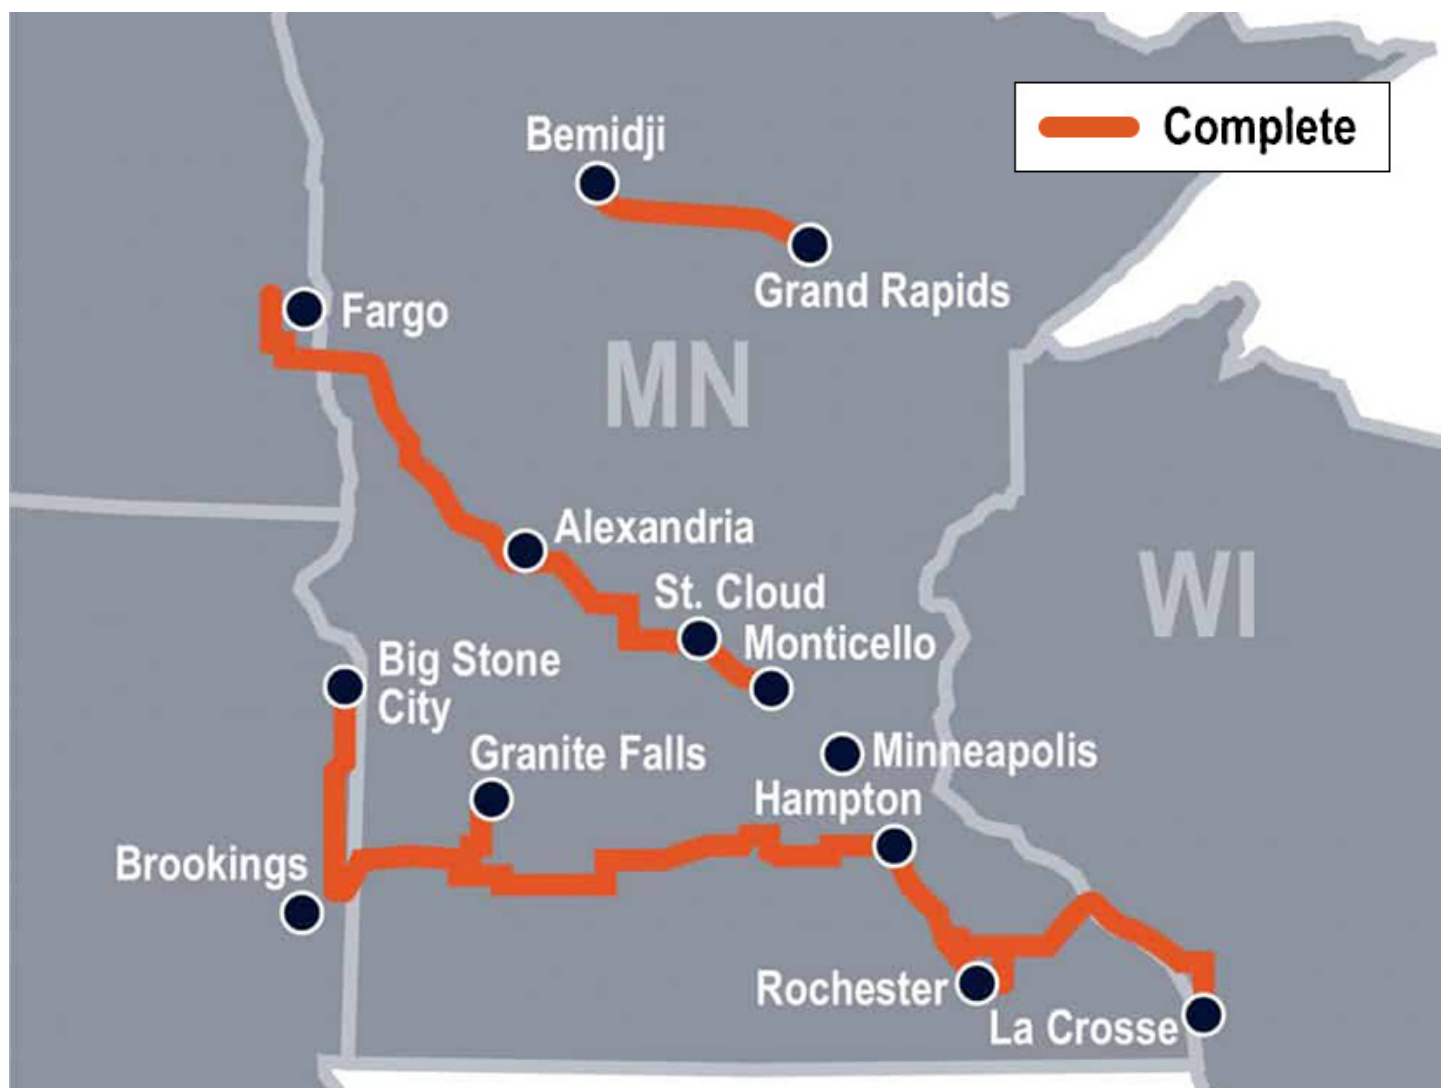 Complete
Bemidji
Grand Rapids
Fargo
MN
Alexandria
WI
St. Cloud
Monticello
Big Stone
City
Granite Falls
Minneapolis
Hampton
Brookings
Rochester
La Crosse